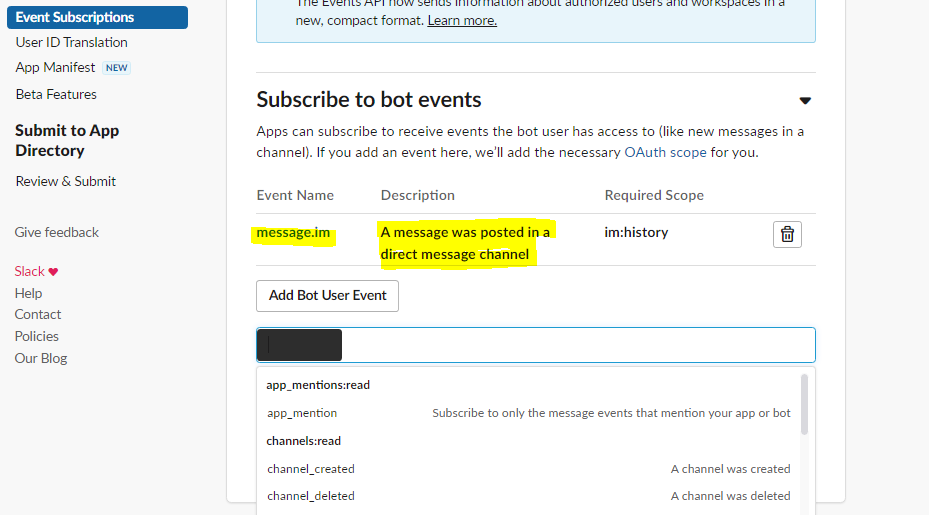 Event Subscriptions
User ID Translation
App Manifest NEW
Beta Features
Submit to App
Directory
Review & Submit
Give feedback
Slack ♥
Help
Contact
Policies
Our Blog
The Events API now sends information about authorized users and workspaces in a
new, compact format. Learn more.
Subscribe to bot events
Apps can subscribe to receive events the bot user has access to (like new messages in a
channel). If you add an event here, we'll add the necessary OAuth scope for you.
Event Name Description Required Scope
message.im A message was posted in a im:history
direct message channel
Add Bot User Event
app_mentions:read
app_mention Subscribe to only the message events that mention your app or bot
channels:read
channel_created A channel was created
channel_deleted A channel was deleted